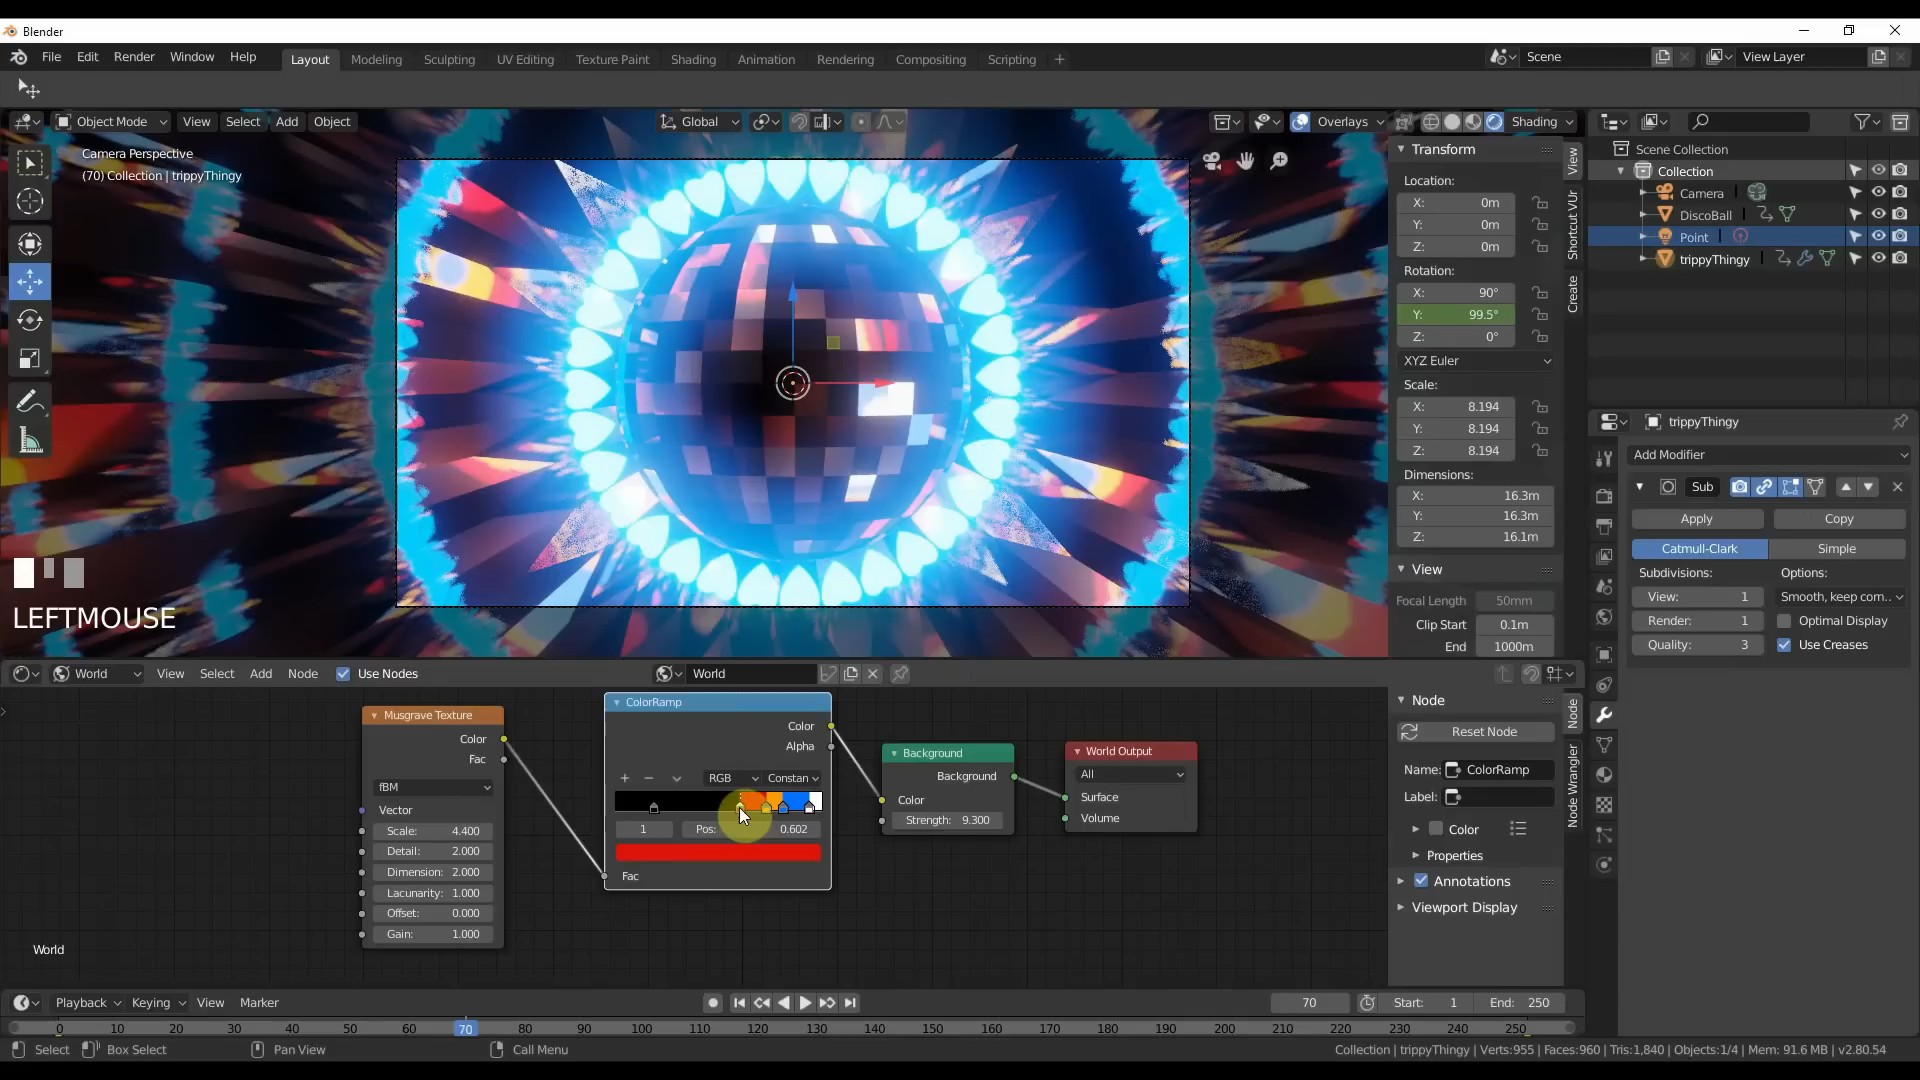 Blender
File Edit Render Window Help Layout Modeling Sculpting UV Editing Texture Paint Shading Animation Rendering Compositing Scripting + Scene View Layer
Object Mode View Select Add Object Global Overlays Shading
Camera Perspective
(70) Collection | trippyThingy
LEFTMOUSE
Transform
Location:
X: 0m
Y: 0m
Z: 0m
Rotation:
X: 90°
Y: 99.5°
Z: 0°
XYZ Euler
Scale:
X: 8.194
Y: 8.194
Z: 8.194
Dimensions:
X: 16.3m
Y: 16.3m
Z: 16.1m
View
Focal Length 50mm
Clip Start 0.1m
End 1000m
View
Shortcut VUr
Create
Scene Collection
Collection
Camera
DiscoBall
Point
trippyThingy
trippyThingy
Add Modifier
Sub
Apply Copy
Catmull-Clark Simple
Subdivisions: Options:
View: 1 Smooth, keep corn..
Render: 1 Optimal Display
Quality: 3 Use Creases
World View Select Add Node Use Nodes World
Musgrave Texture
Color
Fac
fBM
Vector
Scale: 4.400
Detail: 2.000
Dimension: 2.000
Lacunarity: 1.000
Offset: 0.000
Gain: 1.000
ColorRamp
Color
Alpha
+ − RGB Constan
1 Pos: 0.602
Fac
Background
Background
Color
Strength: 9.300
World Output
All
Surface
Volume
World
Node
Reset Node
Name: ColorRamp
Label:
Color
Properties
Annotations
Viewport Display
Node
Node Wrangler
Playback Keying View Marker 70 Start: 1 End: 250
0 10 20 30 40 50 60 70 80 90 100 110 120 130 140 150 160 170 180 190 200 210 220 230 240 250
Select Box Select Pan View Call Menu Collection | trippyThingy | Verts:955 | Faces:960 | Tris:1,840 | Objects:1/4 | Mem: 91.6 MB | v2.80.54